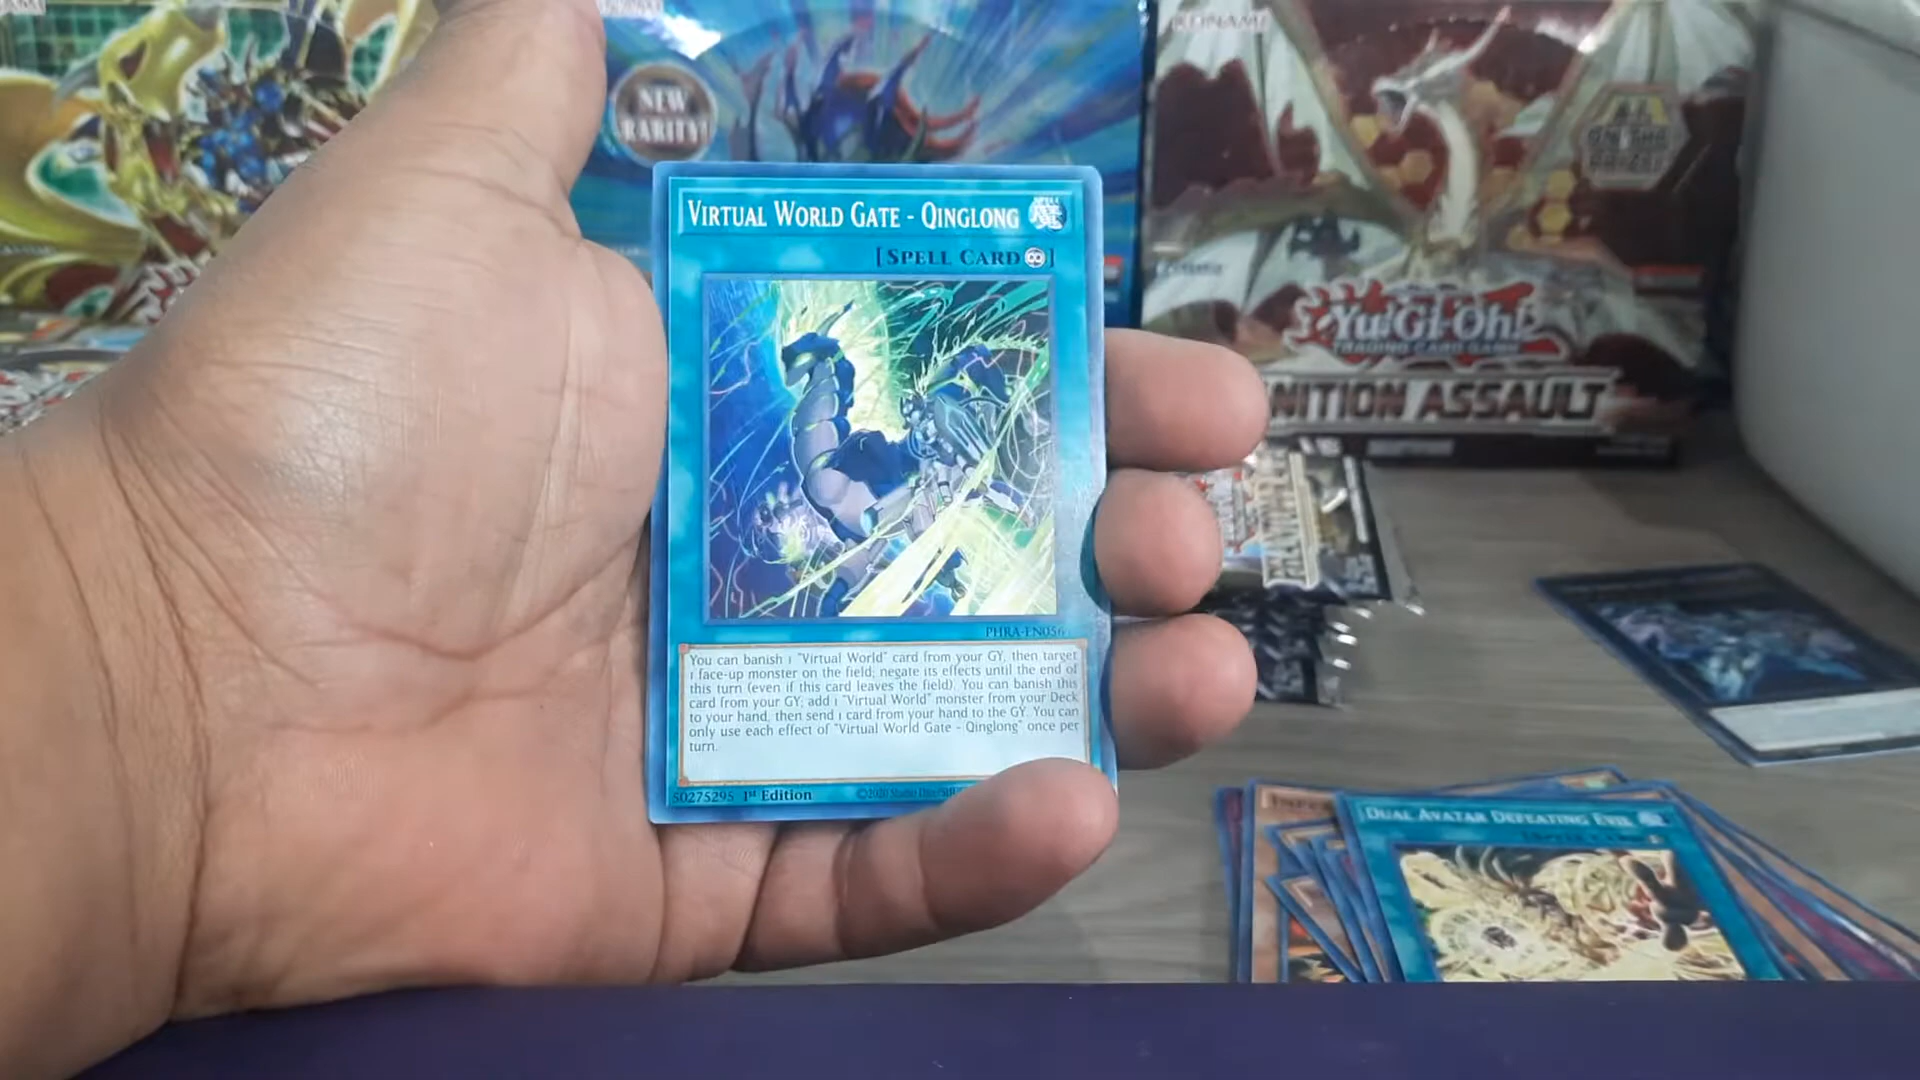 KONAMI
NEW
RARITY!
Yu-Gi-Oh!
TRADING CARD GAME
NITION ASSAULT
VIRTUAL WORLD GATE - QINGLONG
[SPELL CARD]
PHRA-EN056
You can banish 1 "Virtual World" card from your GY, then target
1 face-up monster on the field; negate its effects until the end of
this turn (even if this card leaves the field). You can banish this
card from your GY; add 1 "Virtual World" monster from your Deck
to your hand, then send 1 card from your hand to the GY. You can
only use each effect of "Virtual World Gate - Qinglong" once per
turn.
50275295 1st Edition
©2020 Studio Dice/SH
DUAL AVATAR DEFEATING EVIL